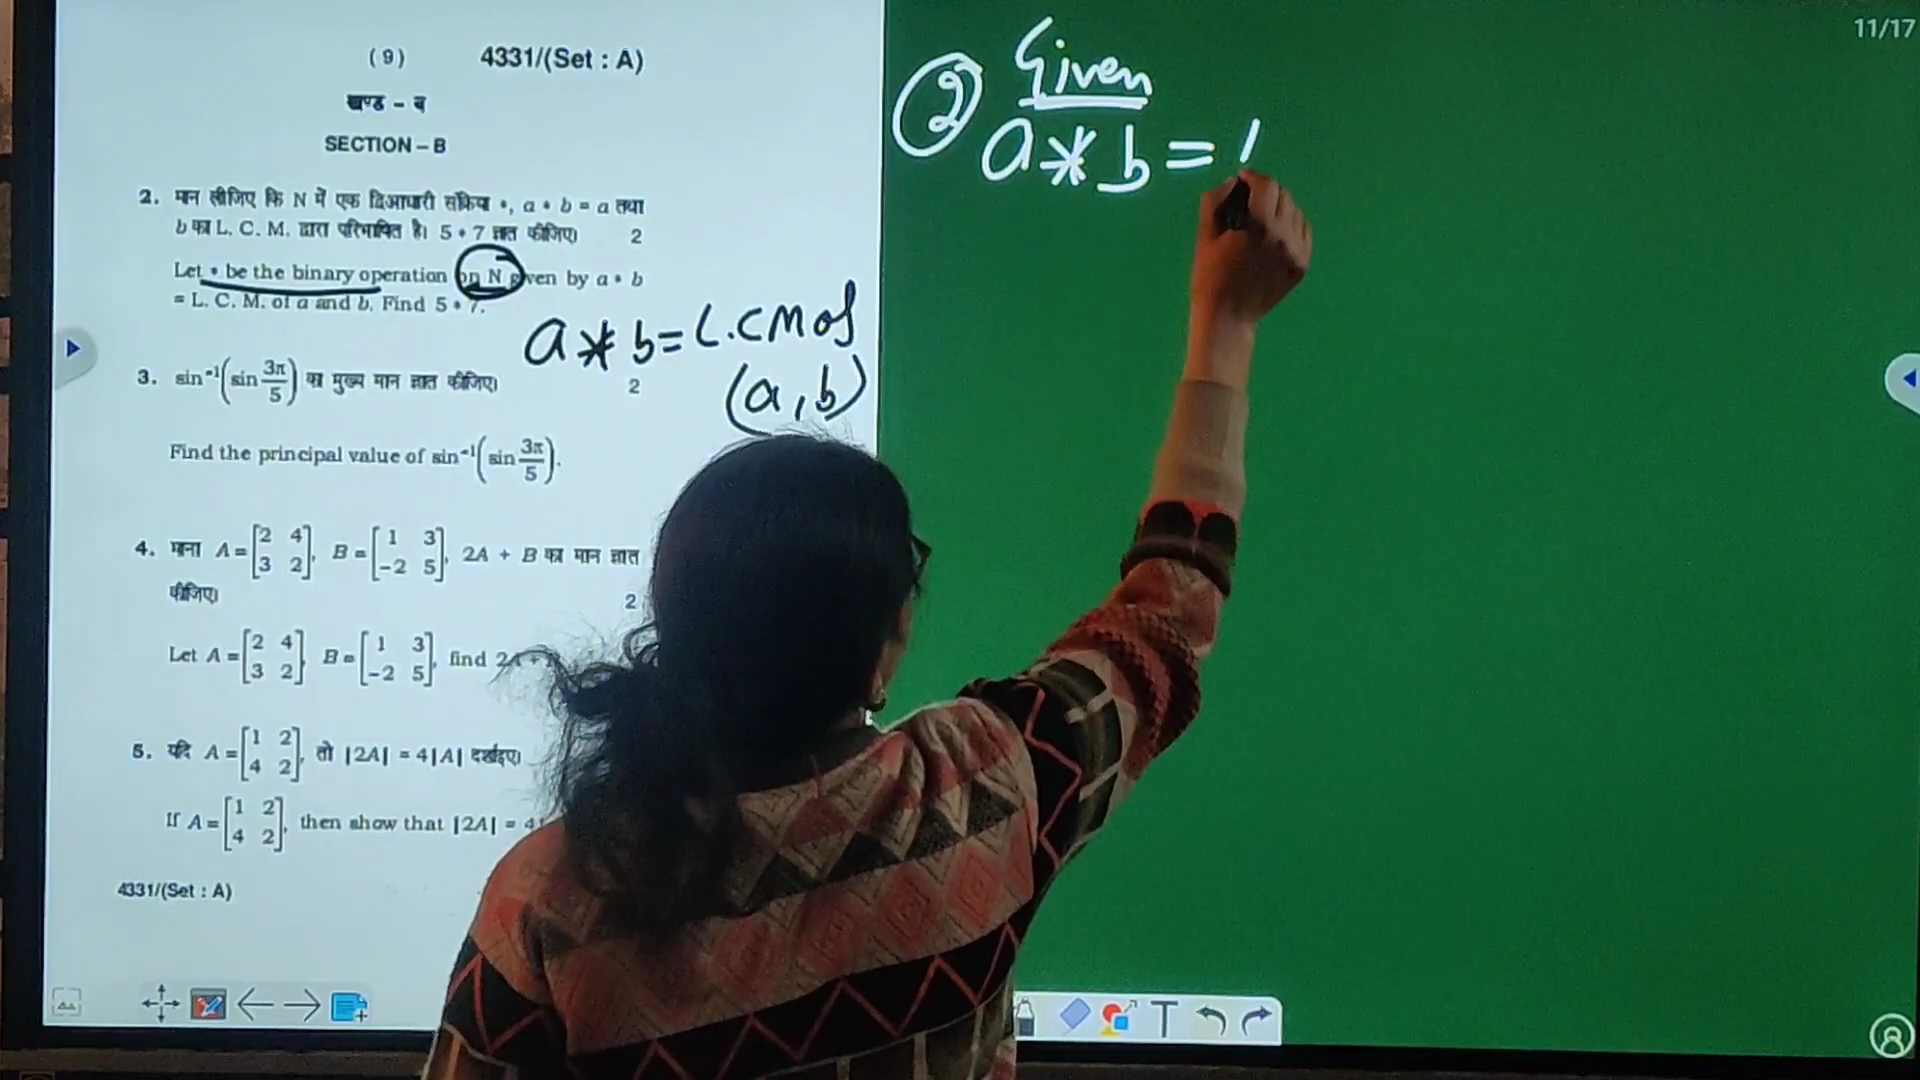 ( 9 ) 4331/(Set : A)
खण्ड – ब
SECTION – B
2. मान लीजिए कि N में एक द्विआधारी संक्रिया *, a * b = a तथा
b का L. C. M. द्वारा परिभाषित है। 5 * 7 ज्ञात कीजिए। 2
Let * be the binary operation on N given by a * b
= L. C. M. of a and b. Find 5 * 7.
a * b = L.CM of
(a, b)
3. sin⁻¹(sin 3π/5) का मुख्य मान ज्ञात कीजिए। 2
Find the principal value of sin⁻¹(sin 3π/5).
4. माना A = [2 4; 3 2], B = [1 3; −2 5], 2A + B का मान ज्ञात
कीजिए। 2
Let A = [2 4; 3 2], B = [1 3; −2 5], find 2A +
5. यदि A = [1 2; 4 2], तो |2A| = 4|A| दर्शाइए।
If A = [1 2; 4 2], then show that |2A| = 4
4331/(Set : A)
11/17
Given
② a * b =
T